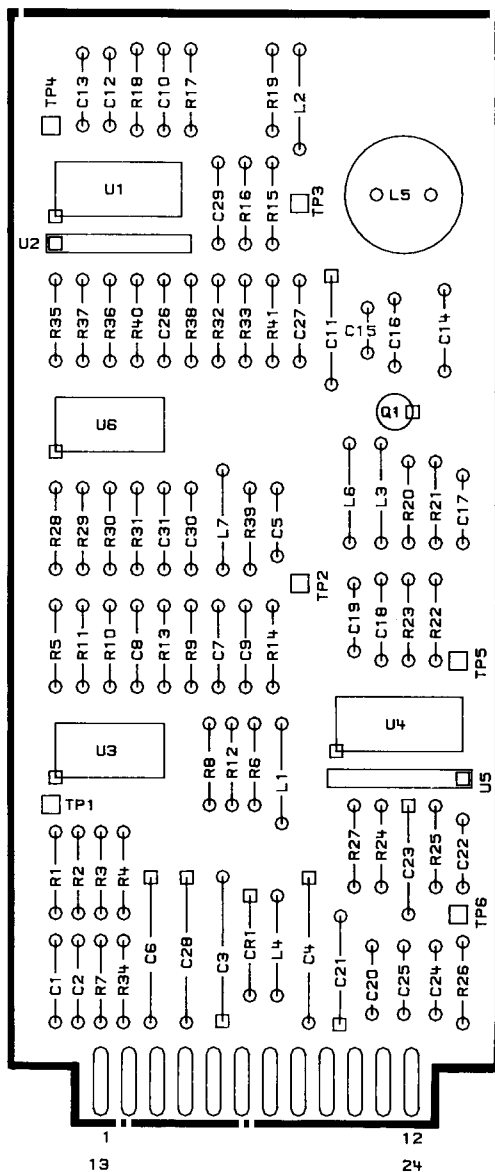 TP4 C13 C12 R18 C10 R17 R19 L2
U1 C29 R16 R15 TP3 L5
U2
R35 R37 R36 R40 C26 R38 R32 R33 R41 C27 C11 C15 C16 C14
Q1
U6
R28 R29 R30 R31 C31 C30 L7 R39 C5 L6 L3 R20 R21 C17
TP2
R5 R11 R10 C8 R13 R9 C7 C9 R14 C19 C18 R23 R22 TP5
U3 R8 R12 R6 L1 U4
U5
TP1
R1 R2 R3 R4 R27 R24 C23 R25 C22
TP6
C1 C2 R7 R34 C6 C28 C3 CR1 L4 C4 C21 C20 C25 C24 R26
1 12
13 24